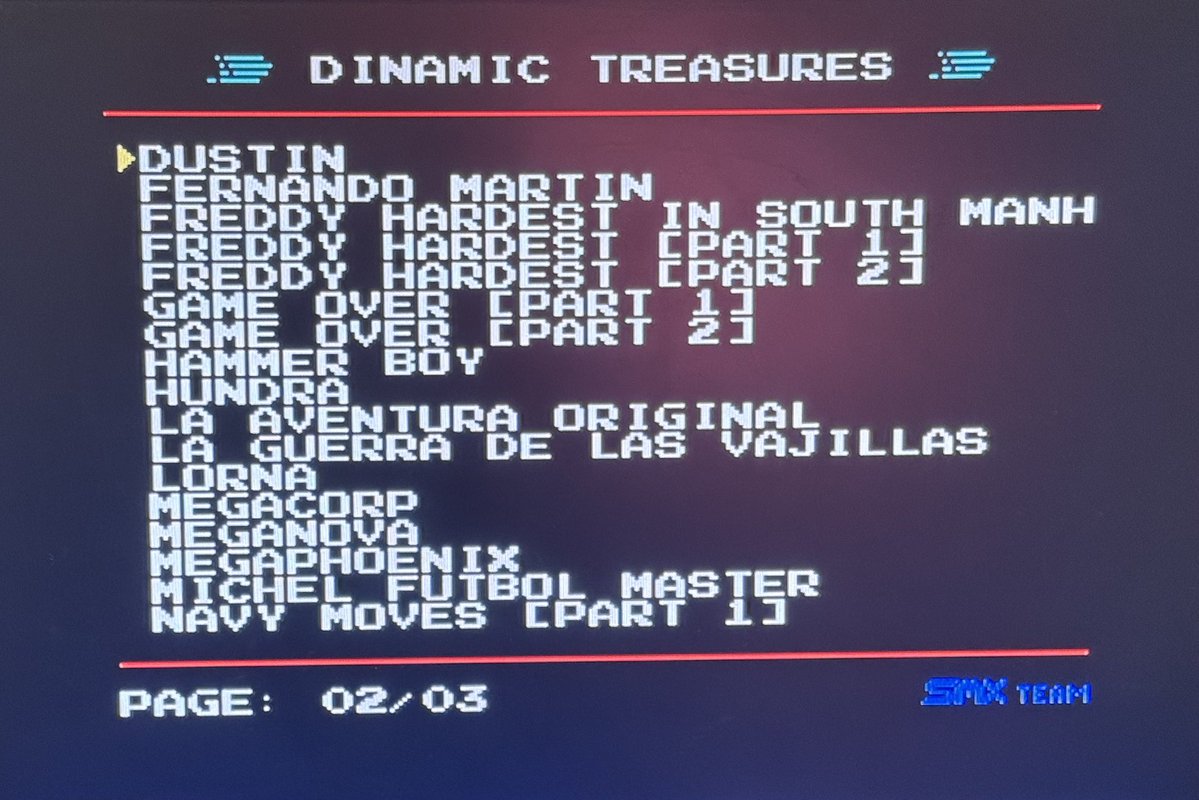 DINAMIC TREASURES
DUSTIN
FERNANDO MARTIN
FREDDY HARDEST IN SOUTH MANH
FREDDY HARDEST [PART 1]
FREDDY HARDEST [PART 2]
GAME OVER [PART 1]
GAME OVER [PART 2]
HAMMER BOY
HUNDRA
LA AVENTURA ORIGINAL
LA GUERRA DE LAS VAJILLAS
LORNA
MEGACORP
MEGANOVA
MEGAPHOENIX
MICHEL FUTBOL MASTER
NAVY MOVES [PART 1]
PAGE: 02/03
SMX TEAM